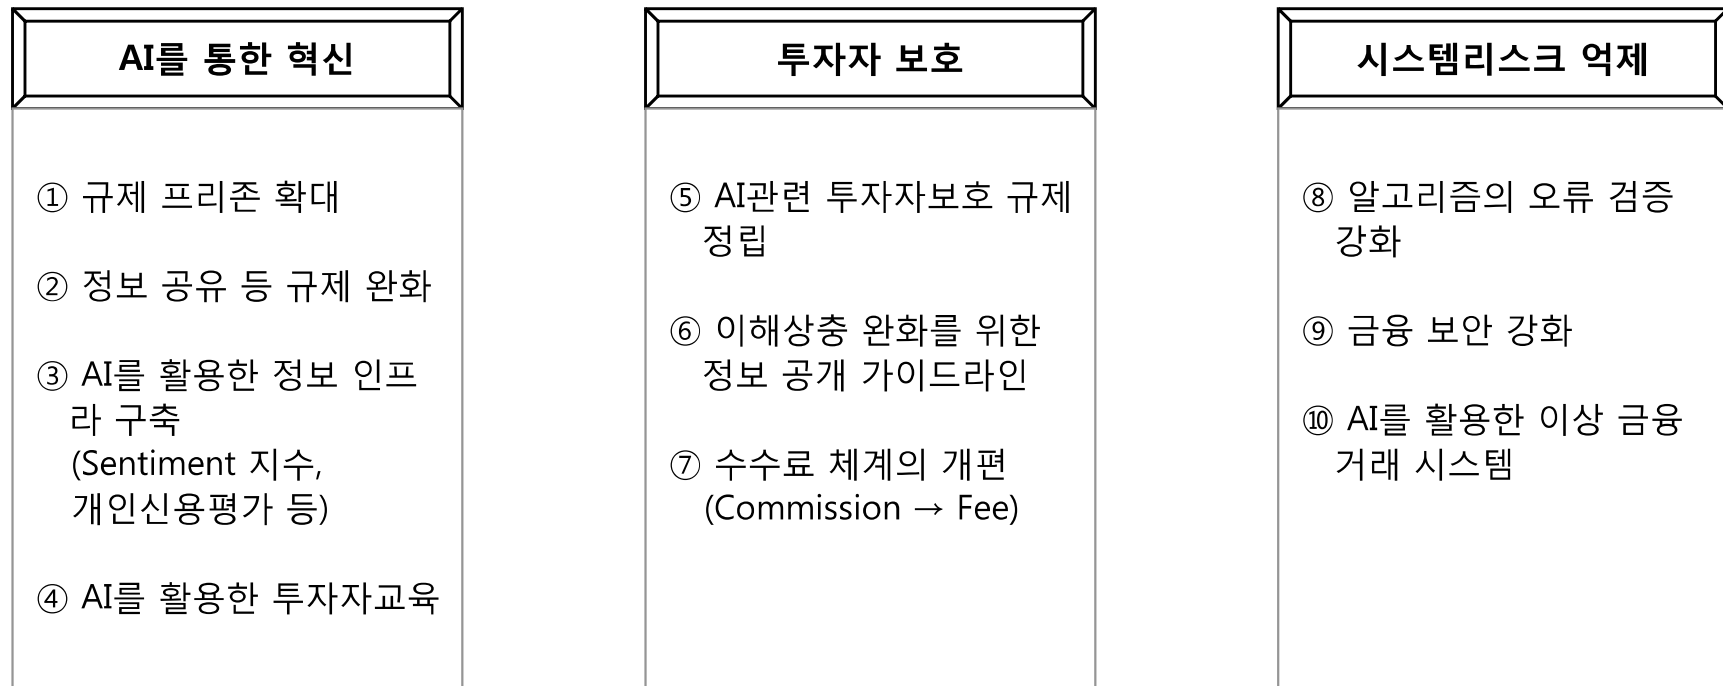 AI를 통한 혁신
① 규제 프리존 확대
② 정보 공유 등 규제 완화
③ AI를 활용한 정보 인프
라 구축
(Sentiment 지수,
개인신용평가 등)
④ AI를 활용한 투자자교육
투자자 보호
⑤ AI관련 투자자보호 규제
정립
⑥ 이해상충 완화를 위한
정보 공개 가이드라인
⑦ 수수료 체계의 개편
(Commission → Fee)
시스템리스크 억제
⑧ 알고리즘의 오류 검증
강화
⑨ 금융 보안 강화
⑩ AI를 활용한 이상 금융
거래 시스템